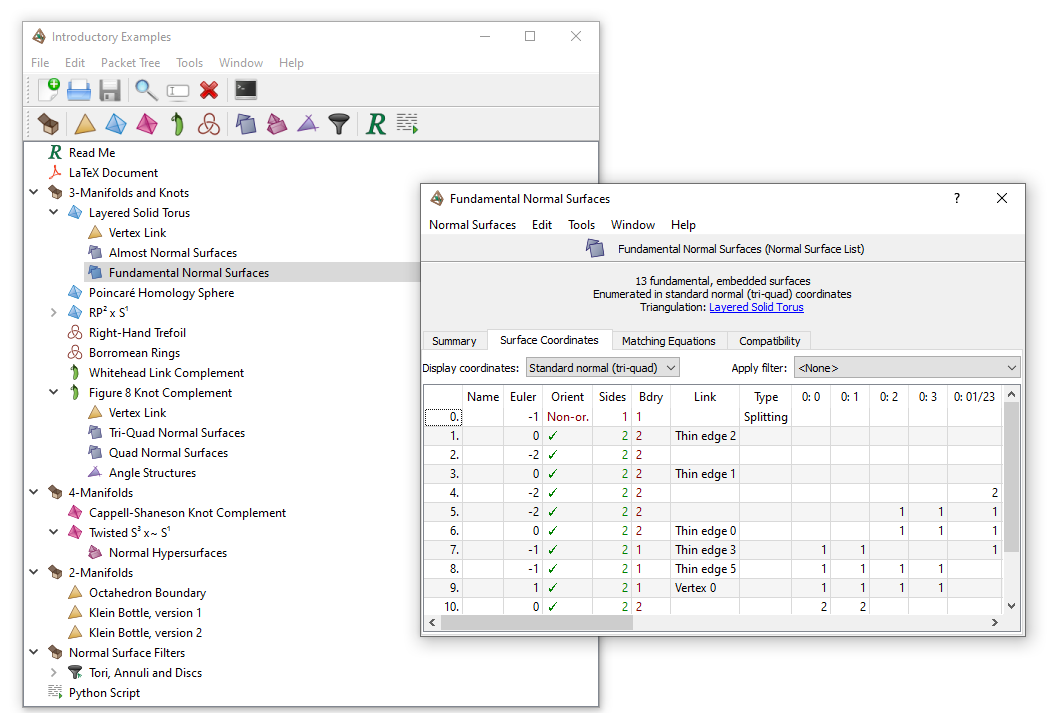 Introductory Examples
File Edit Packet Tree Tools Window Help
R
Read Me
LaTeX Document
3-Manifolds and Knots
Layered Solid Torus
Vertex Link
Almost Normal Surfaces
Fundamental Normal Surfaces
Poincaré Homology Sphere
RP² x S¹
Right-Hand Trefoil
Borromean Rings
Whitehead Link Complement
Figure 8 Knot Complement
Vertex Link
Tri-Quad Normal Surfaces
Quad Normal Surfaces
Angle Structures
4-Manifolds
Cappell-Shaneson Knot Complement
Twisted S³ x~ S¹
Normal Hypersurfaces
2-Manifolds
Octahedron Boundary
Klein Bottle, version 1
Klein Bottle, version 2
Normal Surface Filters
Tori, Annuli and Discs
Python Script
Fundamental Normal Surfaces ?
Normal Surfaces Edit Tools Window Help
Fundamental Normal Surfaces (Normal Surface List)
13 fundamental, embedded surfaces
Enumerated in standard normal (tri-quad) coordinates
Triangulation: Layered Solid Torus
Summary Surface Coordinates Matching Equations Compatibility
Display coordinates: Standard normal (tri-quad) Apply filter: <None>
Name Euler Orient Sides Bdry Link Type 0: 0 0: 1 0: 2 0: 3 0: 01/23
0. -1 Non-or. 1 1 Splitting
1. 0 ✓ 2 2 Thin edge 2
2. -2 ✓ 2 2
3. 0 ✓ 2 2 Thin edge 1
4. -2 ✓ 2 2 2
5. -2 ✓ 2 2 1 1 1
6. 0 ✓ 2 2 Thin edge 0 1 1 1
7. -1 ✓ 2 1 Thin edge 3 1 1 1
8. -1 ✓ 2 1 Thin edge 5 1 1 1 1
9. 1 ✓ 2 1 Vertex 0 1 1 1 1
10. 0 ✓ 2 2 2 2